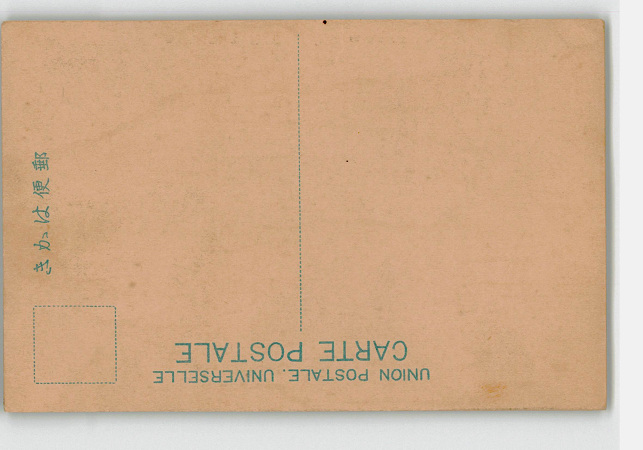 UNION POSTALE. UNIVERSELLE
CARTE POSTALE
郵便はがき